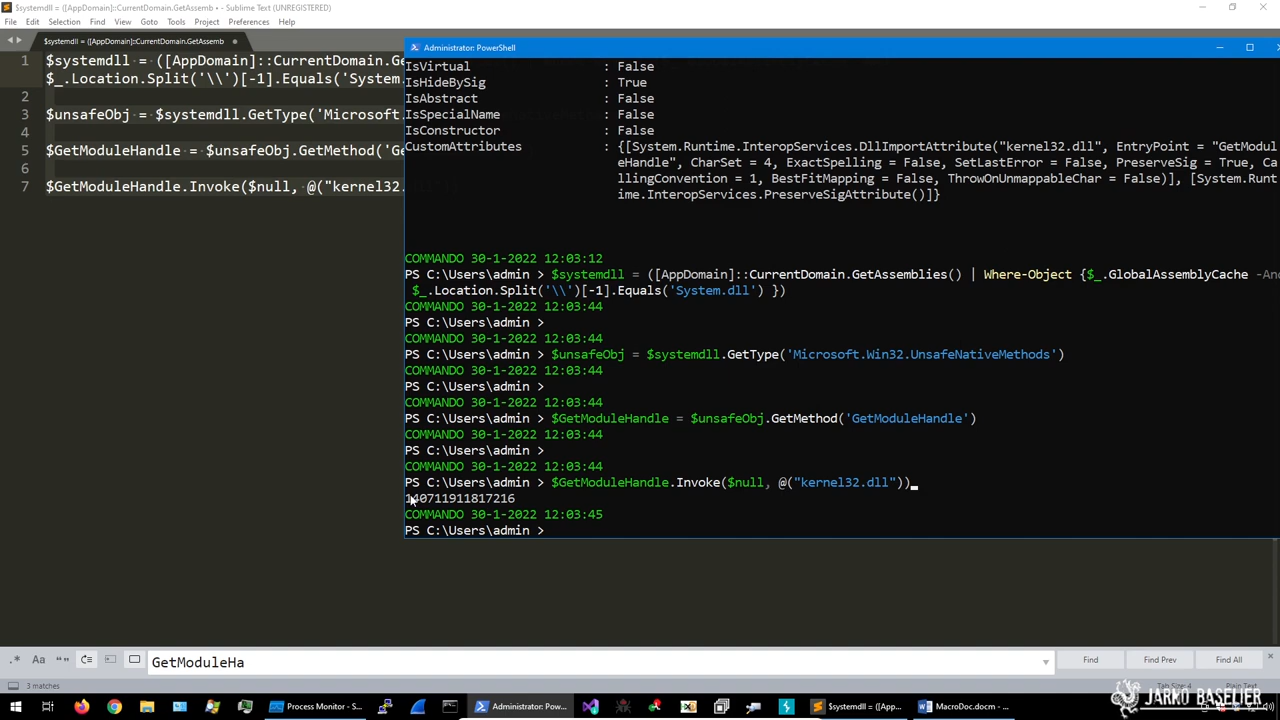 $systemdll = ([AppDomain]::CurrentDomain.GetAssemb • - Sublime Text (UNREGISTERED)
File Edit Selection Find View Goto Tools Project Preferences Help
$systemdll = ([AppDomain]::CurrentDomain.GetAssemb
1 $systemdll = ([AppDomain]::CurrentDomain.Ge
$_.Location.Split('\\')[-1].Equals('System.
2
3 $unsafeObj = $systemdll.GetType('Microsoft.
4
5 $GetModuleHandle = $unsafeObj.GetMethod('Ge
6
7 $GetModuleHandle.Invoke($null, @("kernel32.dll"))
Administrator: PowerShell
IsVirtual : False
IsHideBySig : True
IsAbstract : False
IsSpecialName : False
IsConstructor : False
CustomAttributes : {[System.Runtime.InteropServices.DllImportAttribute("kernel32.dll", EntryPoint = "GetModul
eHandle", CharSet = 4, ExactSpelling = False, SetLastError = False, PreserveSig = True, Ca
llingConvention = 1, BestFitMapping = False, ThrowOnUnmappableChar = False)], [System.Runt
ime.InteropServices.PreserveSigAttribute()]}
COMMANDO 30-1-2022 12:03:12
PS C:\Users\admin > $systemdll = ([AppDomain]::CurrentDomain.GetAssemblies() | Where-Object {$_.GlobalAssemblyCache -And
$_.Location.Split('\\')[-1].Equals('System.dll') })
COMMANDO 30-1-2022 12:03:44
PS C:\Users\admin >
COMMANDO 30-1-2022 12:03:44
PS C:\Users\admin > $unsafeObj = $systemdll.GetType('Microsoft.Win32.UnsafeNativeMethods')
COMMANDO 30-1-2022 12:03:44
PS C:\Users\admin >
COMMANDO 30-1-2022 12:03:44
PS C:\Users\admin > $GetModuleHandle = $unsafeObj.GetMethod('GetModuleHandle')
COMMANDO 30-1-2022 12:03:44
PS C:\Users\admin >
COMMANDO 30-1-2022 12:03:44
PS C:\Users\admin > $GetModuleHandle.Invoke($null, @("kernel32.dll"))
140711911817216
COMMANDO 30-1-2022 12:03:45
PS C:\Users\admin >
.* Aa “” GetModuleHa Find Find Prev Find All
3 matches Tab Size: 4 Plain Text
JARNO BASELIER
Process Monitor - S... Administrator: Pow... $systemdll = ([App... MacroDoc.docm - ...